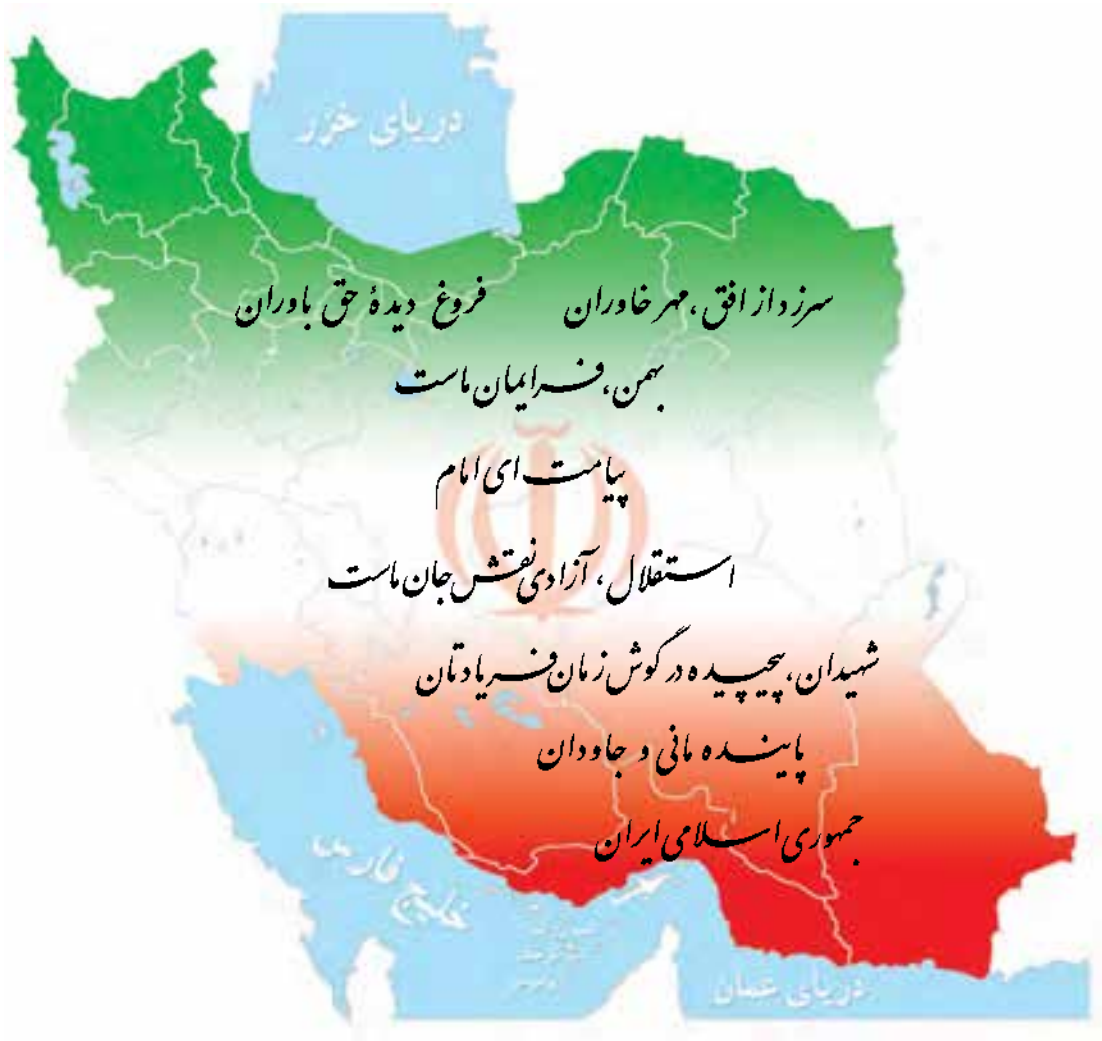 دریای خزر
سر زد از افق، مهر خاوران فروغ دیدهٔ حق باوران
بهمن، فر ایمان ماست
پیامت ای امام
استقلال، آزادی نقش جان ماست
شهیدان، پیچیده در گوش زمان فریادتان
پاینده مانی و جاودان
جمهوری اسلامی ایران
خلیج فارس
دریای عمان